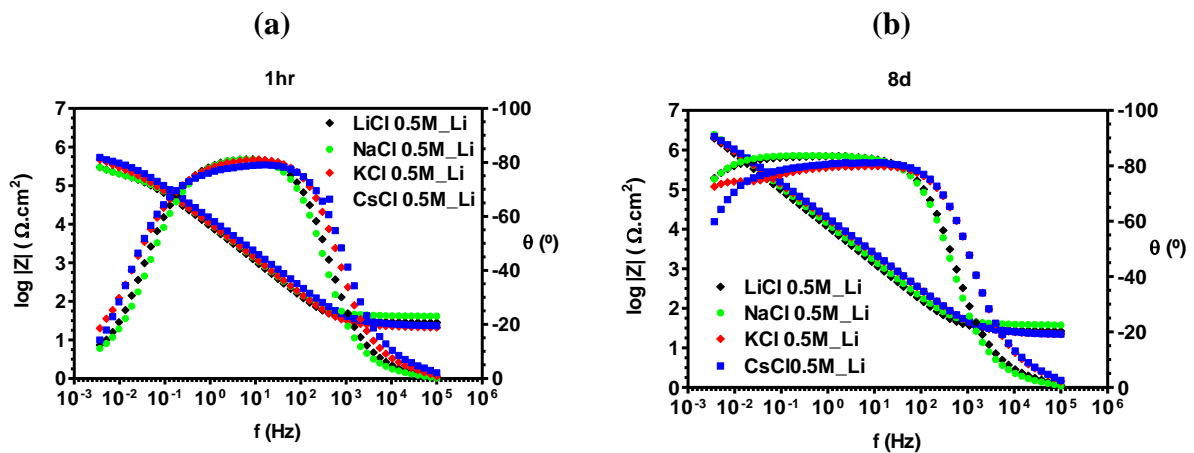 (a)
(b)
1hr
8d
7
6
5
4
3
2
1
0
log |Z| ( Ω.cm²)
-100
-80
-60
-40
-20
0
θ (º)
LiCl 0.5M_Li
NaCl 0.5M_Li
KCl 0.5M_Li
CsCl 0.5M_Li
10⁻³ 10⁻² 10⁻¹ 10⁰ 10¹ 10² 10³ 10⁴ 10⁵ 10⁶
f (Hz)
7
6
5
4
3
2
1
0
log |Z| ( Ω.cm²)
-100
-80
-60
-40
-20
0
θ (º)
LiCl 0.5M_Li
NaCl 0.5M_Li
KCl 0.5M_Li
CsCl0.5M_Li
10⁻³ 10⁻² 10⁻¹ 10⁰ 10¹ 10² 10³ 10⁴ 10⁵ 10⁶
f (Hz)